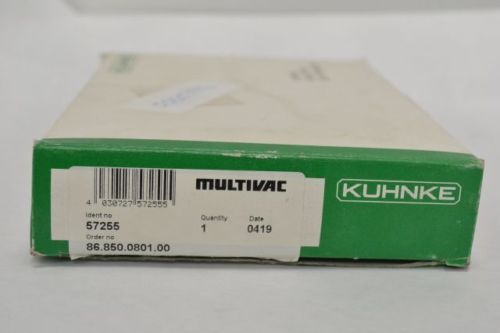 4 030727 572555
MULTIVAC
KUHNKE
Ident no
57255
Quantity
1
Date
0419
Order no
86.850.0801.00